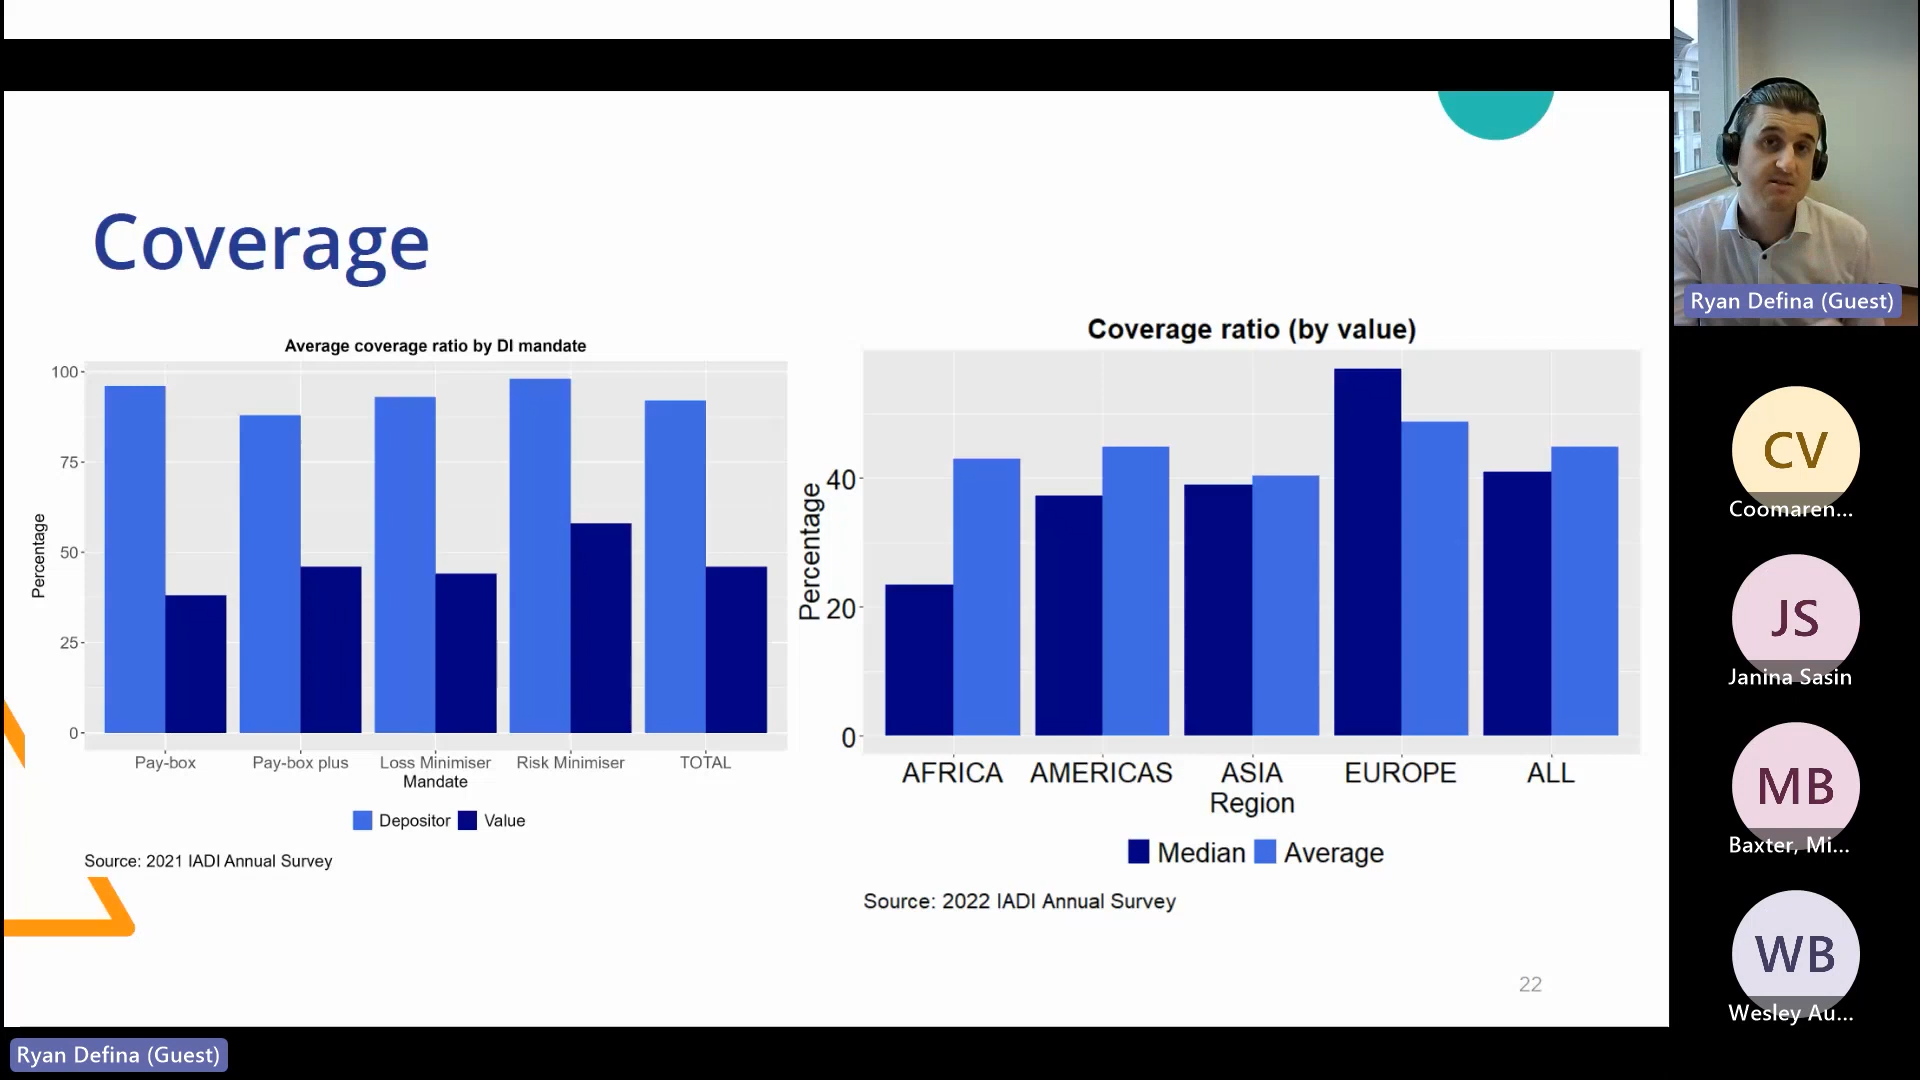 Coverage
Average coverage ratio by DI mandate
Percentage
100
75
50
25
0
Pay-box
Pay-box plus
Loss Minimiser
Risk Minimiser
TOTAL
Mandate
Depositor
Value
Source: 2021 IADI Annual Survey
Coverage ratio (by value)
Percentage
40
20
0
AFRICA
AMERICAS
ASIA
EUROPE
ALL
Region
Median
Average
Source: 2022 IADI Annual Survey
22
Ryan Defina (Guest)
Ryan Defina (Guest)
CV
Coomaren...
JS
Janina Sasin
MB
Baxter, Mi...
WB
Wesley Au...